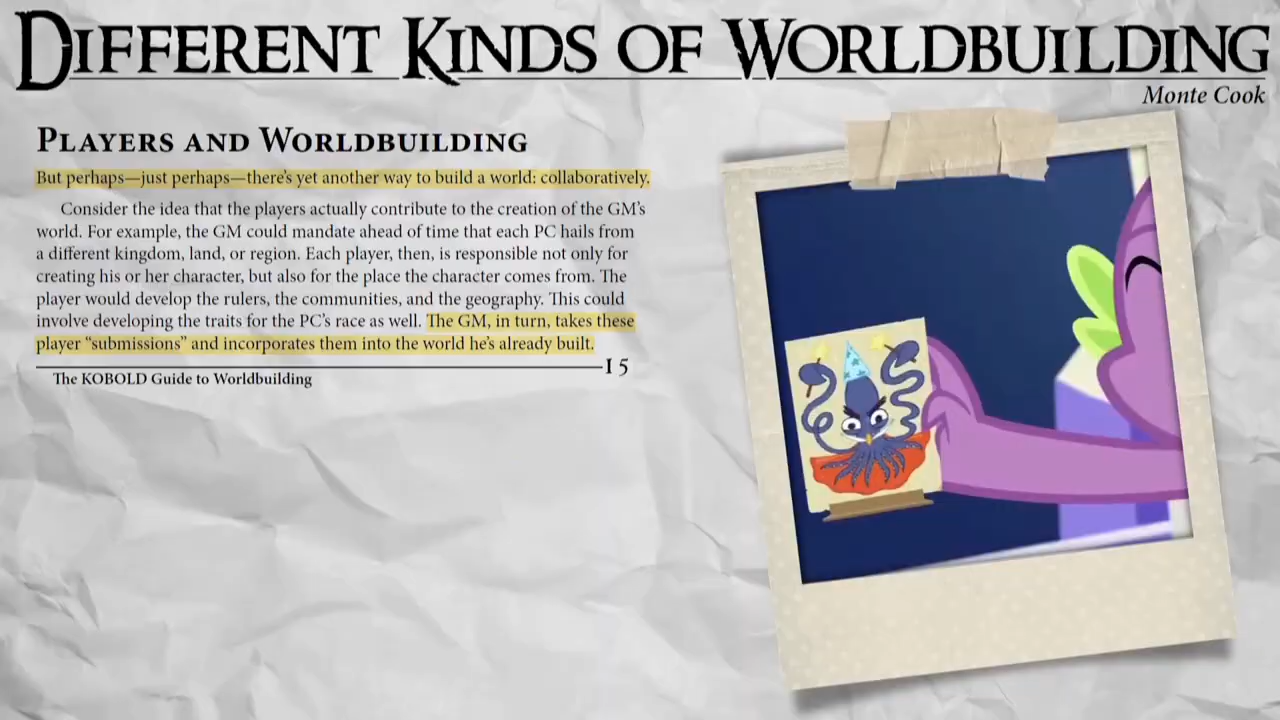 DIFFERENT KINDS OF WORLDBUILDING
Monte Cook
PLAYERS AND WORLDBUILDING
But perhaps—just perhaps—there's yet another way to build a world: collaboratively.
Consider the idea that the players actually contribute to the creation of the GM's
world. For example, the GM could mandate ahead of time that each PC hails from
a different kingdom, land, or region. Each player, then, is responsible not only for
creating his or her character, but also for the place the character comes from. The
player would develop the rulers, the communities, and the geography. This could
involve developing the traits for the PC's race as well. The GM, in turn, takes these
player “submissions” and incorporates them into the world he's already built.
15
The KOBOLD Guide to Worldbuilding